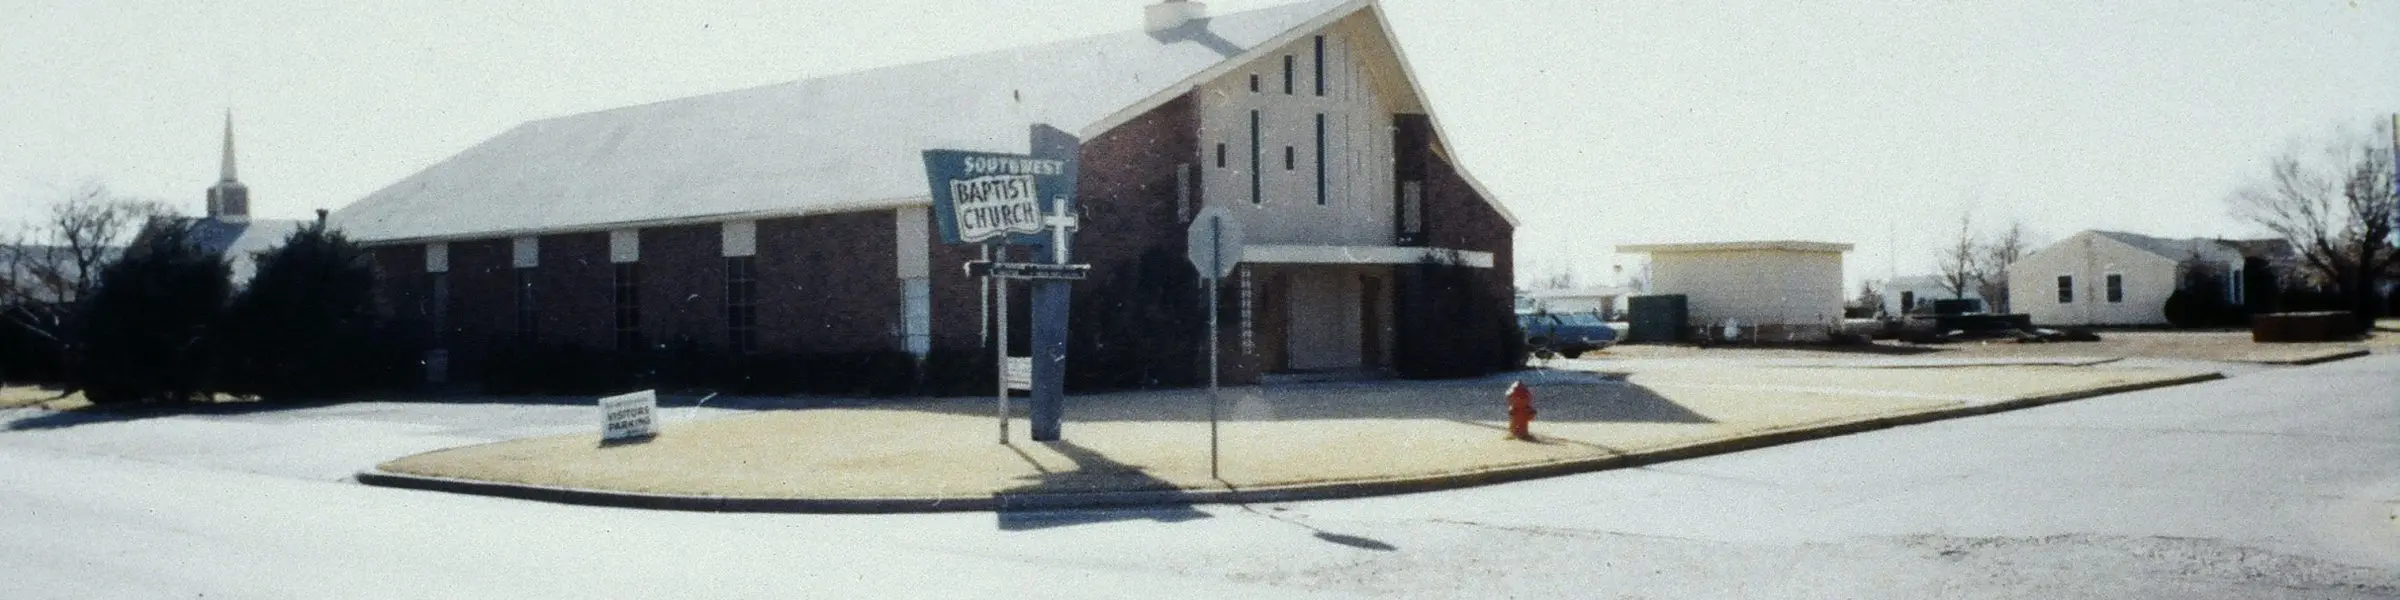 SOUTHWEST
BAPTIST
CHURCH
VISITORS
PARKING